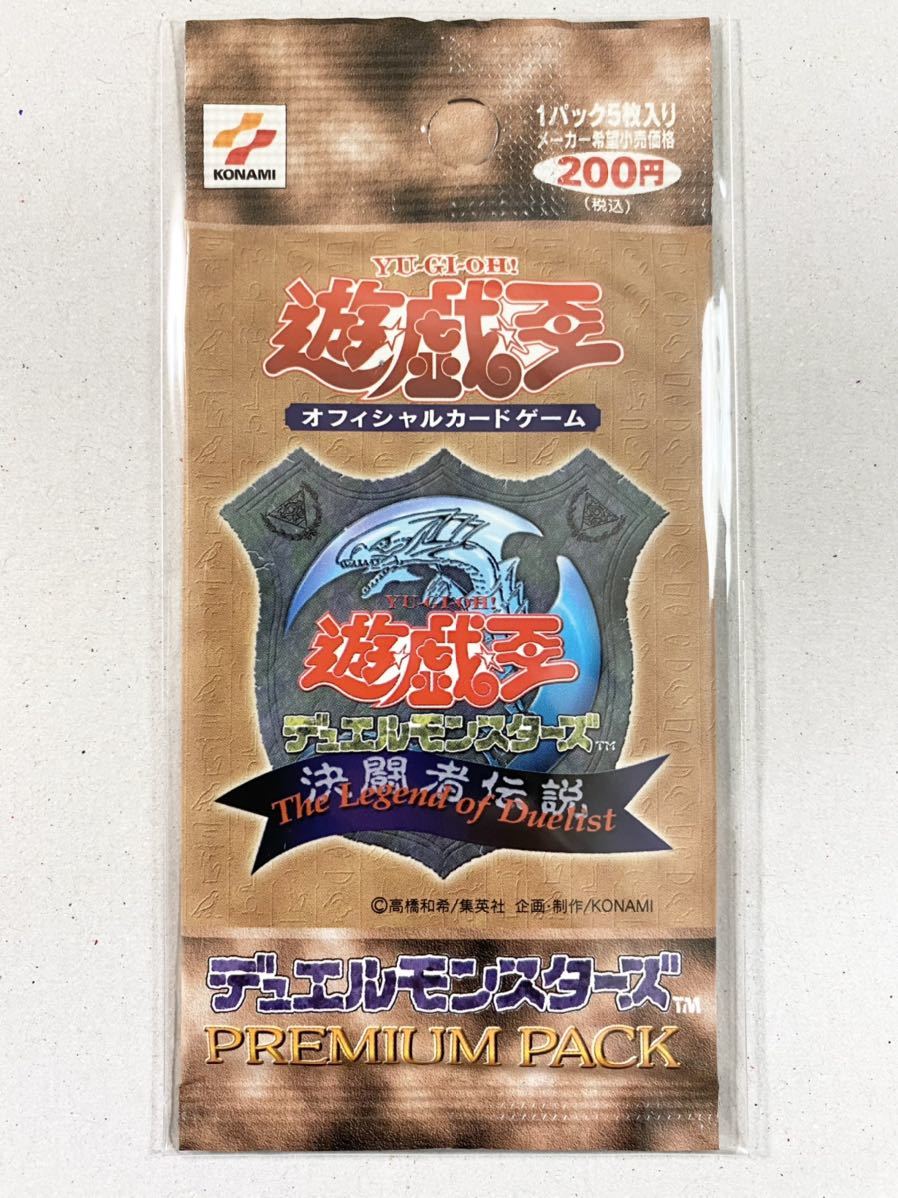 KONAMI
1パック5枚入り
メーカー希望小売価格
200円
(税込)
YU-GI-OH!
遊☆戯☆王
オフィシャルカードゲーム
YU-GI-OH!
遊☆戯☆王
デュエルモンスターズ™
決闘者伝説
The Legend of Duelist
©高橋和希/集英社 企画・制作/KONAMI
デュエルモンスターズ™
PREMIUM PACK